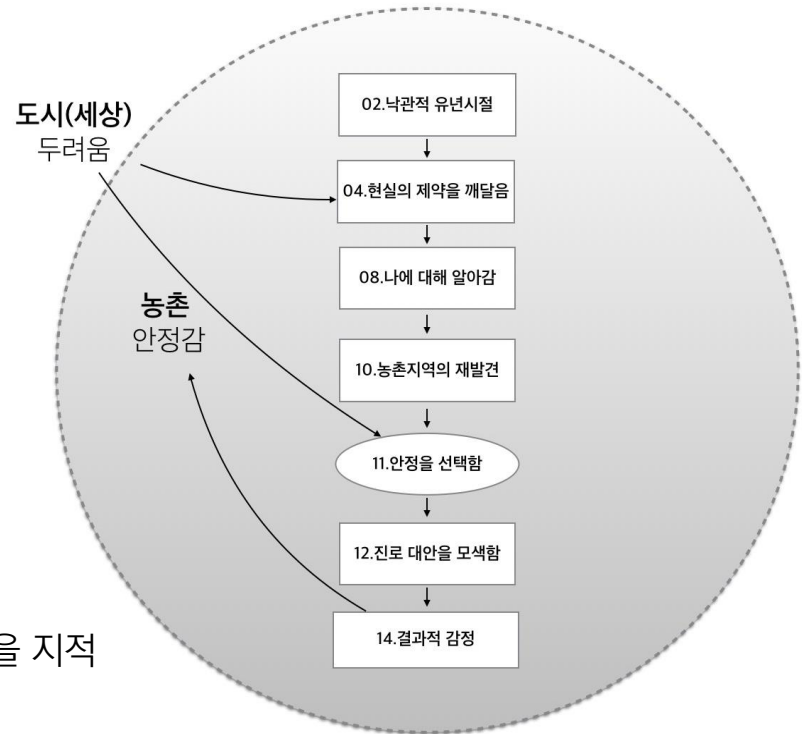 02.낙관적 유년시절
도시(세상)
두려움
04.현실의 제약을 깨달음
08.나에 대해 알아감
농촌
안정감
10.농촌지역의 재발견
11.안정을 선택함
12.진로 대안을 모색함
14.결과적 감정
을 지적